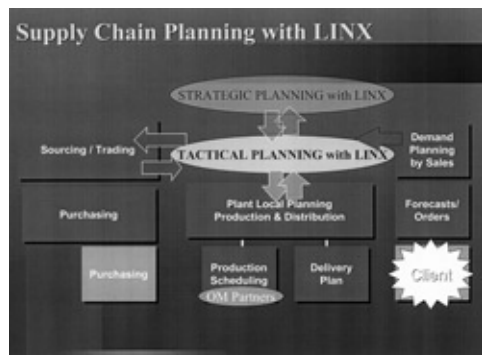 Supply Chain Planning with LINX
STRATEGIC PLANNING with LINX
Sourcing / Trading
TACTICAL PLANNING with LINX
Demand
Planning
by Sales
Purchasing
Plant Local Planning
Production & Distribution
Forecasts/
Orders
Purchasing
Production
Scheduling
OM Partners
Delivery
Plan
Client